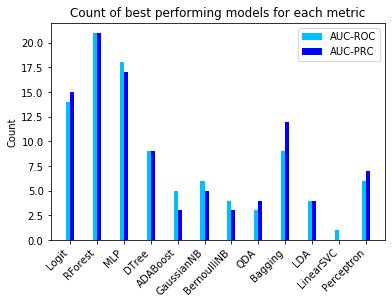 Count of best performing models for each metric
AUC-ROC
AUC-PRC
Count
20.0
17.5
15.0
12.5
10.0
7.5
5.0
2.5
0.0
Logit
RForest
MLP
DTree
ADABoost
GaussianNB
BernoulliNB
QDA
Bagging
LDA
LinearSVC
Perceptron